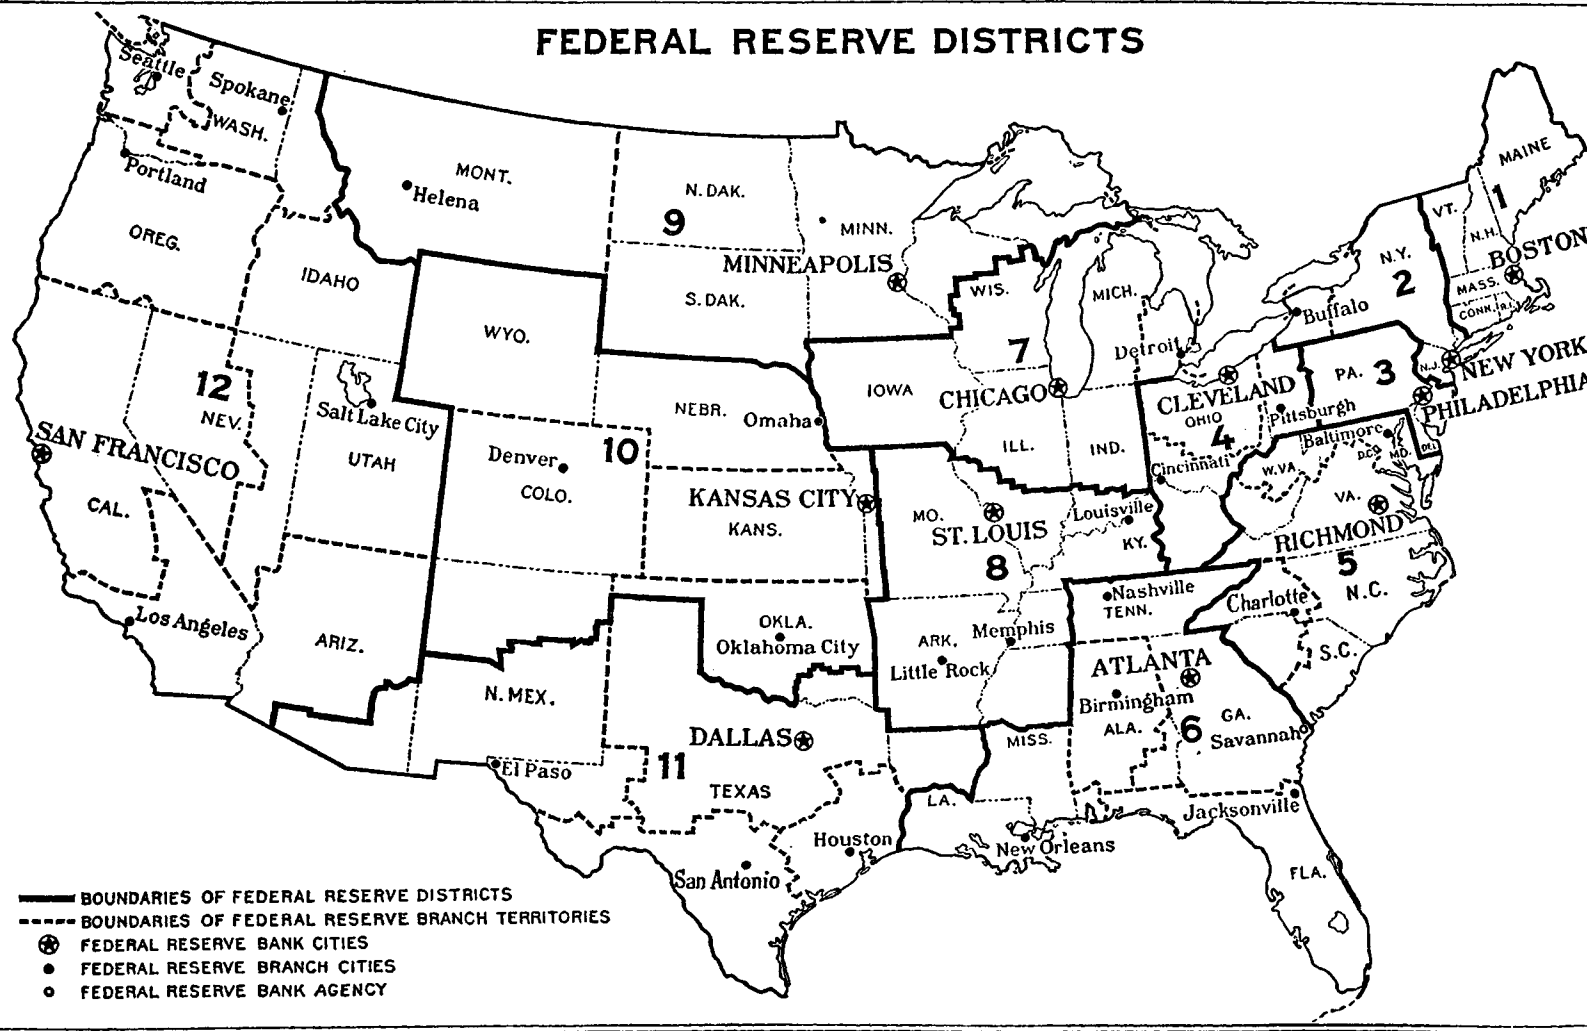 FEDERAL RESERVE DISTRICTS
Seattle
Spokane
WASH.
Portland
OREG.
IDAHO
MONT.
Helena
N. DAK.
9
MINN.
MINNEAPOLIS
S. DAK.
WYO.
WIS.
MICH.
7
Detroit
CHICAGO
IOWA
ILL.
IND.
MAINE
1
VT.
N.H.
BOSTON
MASS.
CONN.
R.I.
N.Y.
2
Buffalo
N.J.
NEW YORK
PA.
3
PHILADELPHIA
CLEVELAND
OHIO
4
Pittsburgh
Cincinnati
Baltimore
D.C.
MD.
DEL.
W.VA.
VA.
RICHMOND
5
N.C.
Charlotte
S.C.
12
NEV.
SAN FRANCISCO
CAL.
Salt Lake City
UTAH
Los Angeles
ARIZ.
NEBR.
Omaha
10
Denver
COLO.
KANSAS CITY
KANS.
OKLA.
Oklahoma City
MO.
ST. LOUIS
8
Louisville
KY.
Nashville
TENN.
ARK.
Memphis
Little Rock
ATLANTA
Birmingham
ALA.
6
GA.
Savannah
MISS.
Jacksonville
FLA.
N. MEX.
DALLAS
El Paso
11
TEXAS
LA.
Houston
New Orleans
San Antonio
BOUNDARIES OF FEDERAL RESERVE DISTRICTS
BOUNDARIES OF FEDERAL RESERVE BRANCH TERRITORIES
FEDERAL RESERVE BANK CITIES
FEDERAL RESERVE BRANCH CITIES
FEDERAL RESERVE BANK AGENCY